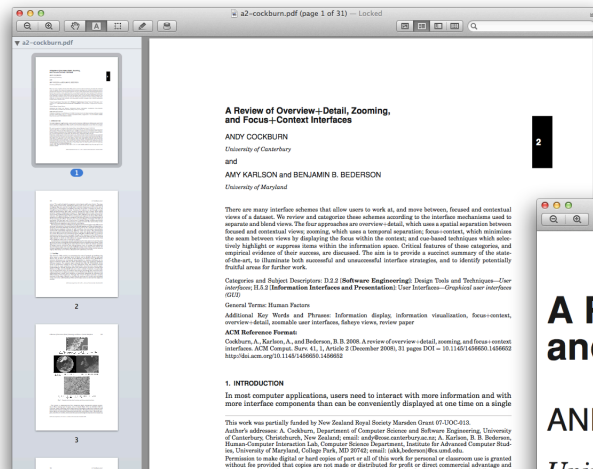 a2-cockburn.pdf (page 1 of 31) — Locked
a2-cockburn.pdf
1
2
3
A Review of Overview+Detail, Zooming,
and Focus+Context Interfaces
ANDY COCKBURN
University of Canterbury
and
AMY KARLSON and BENJAMIN B. BEDERSON
University of Maryland
2
There are many interface schemes that allow users to work at, and move between, focused and contextual
views of a dataset. We review and categorize these schemes according to the interface mechanisms used to
separate and blend views. The four approaches are overview+detail, which uses a spatial separation between
focused and contextual views; zooming, which uses a temporal separation; focus+context, which minimizes
the seam between views by displaying the focus within the context; and cue-based techniques which selec-
tively highlight or suppress items within the information space. Critical features of these categories, and
empirical evidence of their success, are discussed. The aim is to provide a succinct summary of the state-
of-the-art, to illuminate both successful and unsuccessful interface strategies, and to identify potentially
fruitful areas for further work.
Categories and Subject Descriptors: D.2.2 [Software Engineering]: Design Tools and Techniques—User
interfaces; H.5.2 [Information Interfaces and Presentation]: User Interfaces—Graphical user interfaces
(GUI)
General Terms: Human Factors
Additional Key Words and Phrases: Information display, information visualization, focus+context,
overview+detail, zoomable user interfaces, fisheye views, review paper
ACM Reference Format:
Cockburn, A., Karlson, A., and Bederson, B. B. 2008. A review of overview+detail, zooming, and focus+context
interfaces. ACM Comput. Surv. 41, 1, Article 2 (December 2008), 31 pages DOI = 10.1145/1456650.1456652
http://doi.acm.org/10.1145/1456650.1456652
1. INTRODUCTION
In most computer applications, users need to interact with more information and with
more interface components than can be conveniently displayed at one time on a single
This work was partially funded by New Zealand Royal Society Marsden Grant 07-UOC-013.
Author's addresses: A. Cockburn, Department of Computer Science and Software Engineering, University
of Canterbury, Christchurch, New Zealand; email: andy@cosc.canterbury.ac.nz; A. Karlson, B. B. Bederson,
Human-Computer Interaction Lab, Computer Science Department, Institute for Advanced Computer Stud-
ies, University of Maryland, College Park, MD 20742; email: {akk,bederson}@cs.umd.edu.
Permission to make digital or hard copies of part or all of this work for personal or classroom use is granted
without fee provided that copies are not made or distributed for profit or direct commercial advantage and
A
and
AN
Uni